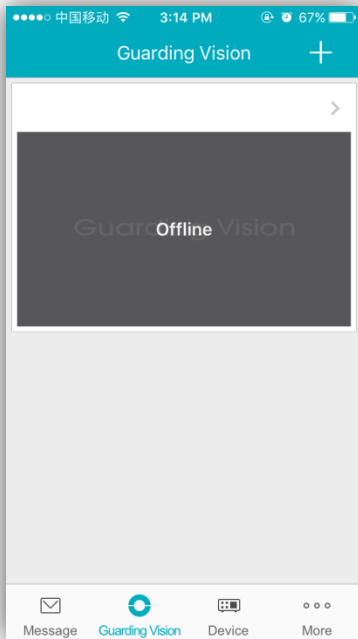 中国移动 3:14 PM 67%
Guarding Vision
Guarding Vision
Offline
Message Guarding Vision Device More